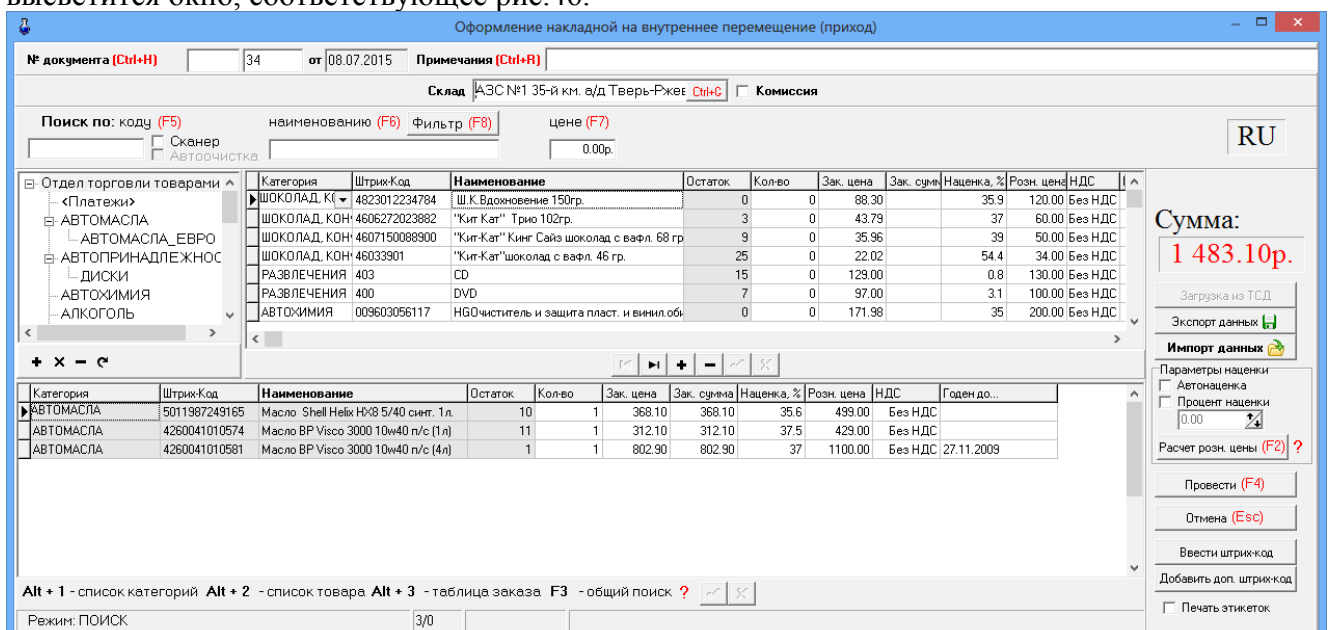 высветится окно, соответствующее рис.46.
Оформление накладной на внутреннее перемещение (приход)
№ документа (Ctrl+H) 34 от 08.07.2015 Примечания (Ctrl+R)
Склад АЗС №1 35-й км. а/д Тверь-Ржев Ctrl+G Комиссия
Поиск по: коду (F5) наименованию (F6) Фильтр (F8) цене (F7)
Сканер
Автоочистка 0.00р.
RU
Отдел торговли товарами
<Платежи>
АВТОМАСЛА
АВТОМАСЛА_ЕВРО
АВТОПРИНАДЛЕЖНОС
ДИСКИ
АВТОХИМИЯ
АЛКОГОЛЬ
Категория Штрих-Код Наименование Остаток Кол-во Зак. цена Зак. сумм Наценка, % Розн. цена НДС
ШОКОЛАД, К( 4823012234784 Ш.К.Вдохновение 150гр. 0 0 88.30 35.9 120.00 Без НДС
ШОКОЛАД, КОН 4606272023882 "Кит Кат" Трио 102гр. 3 0 43.79 37 60.00 Без НДС
ШОКОЛАД, КОН 4607150088900 "Кит-Кат" Кинг Сайз шоколад с вафл. 68 гр 9 0 35.96 39 50.00 Без НДС
ШОКОЛАД, КОН 46033901 "Кит-Кат"шоколад с вафл. 46 гр. 25 0 22.02 54.4 34.00 Без НДС
РАЗВЛЕЧЕНИЯ 403 CD 15 0 129.00 0.8 130.00 Без НДС
РАЗВЛЕЧЕНИЯ 400 DVD 7 0 97.00 3.1 100.00 Без НДС
АВТОХИМИЯ 009603056117 HGOчиститель и защита пласт. и винил.оби 0 0 171.98 35 200.00 Без НДС
Сумма:
1 483.10р.
Загрузка из ТСД
Экспорт данных
Импорт данных
Параметры наценки
Автонаценка
Процент наценки
0.00
Расчет розн. цены (F2) ?
Категория Штрих-Код Наименование Остаток Кол-во Зак. цена Зак. сумма Наценка, % Розн. цена НДС Годен до...
АВТОМАСЛА 5011987249165 Масло Shell Helix HX8 5/40 синт. 1л. 10 1 368.10 368.10 35.6 499.00 Без НДС
АВТОМАСЛА 4260041010574 Масло BP Visco 3000 10w40 п/с (1л) 11 1 312.10 312.10 37.5 429.00 Без НДС
АВТОМАСЛА 4260041010581 Масло BP Visco 3000 10w40 п/с (4л) 1 1 802.90 802.90 37 1100.00 Без НДС 27.11.2009
Провести (F4)
Отмена (Esc)
Ввести штрих-код
Добавить доп. штрих-код
Печать этикеток
Alt + 1 - список категорий Alt + 2 - список товара Alt + 3 - таблица заказа F3 - общий поиск ?
Режим: ПОИСК 3/0